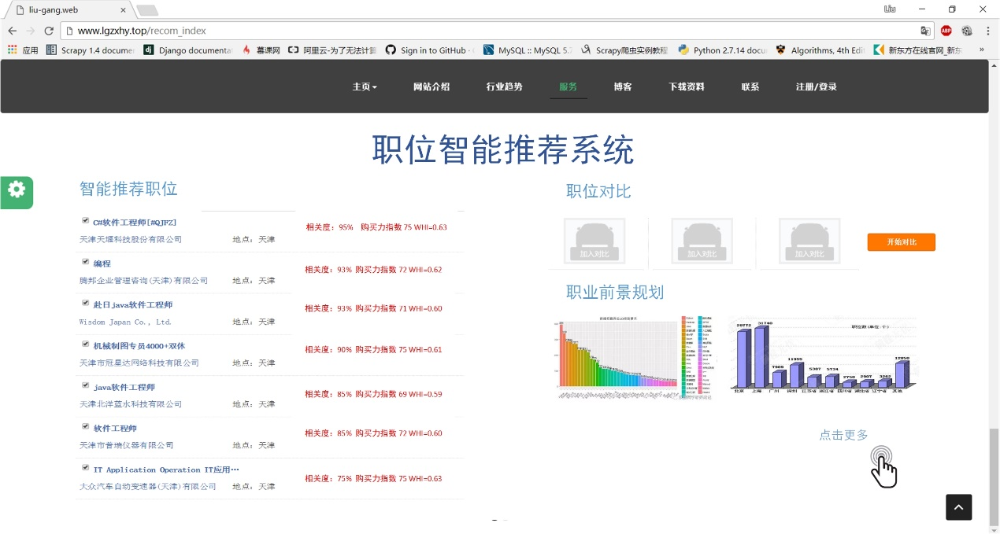 liu-gang.web
Liu
www.lgzxhy.top/recom_index
ABP
应用 Scrapy 1.4 documen Django documenta 慕课网 阿里云-为了无法计算 Sign in to GitHub · MySQL :: MySQL 5.7 Scrapy爬虫实例教程 Python 2.7.14 docu Algorithms, 4th Edit 新东方在线官网_新东 »
主页 网站介绍 行业趋势 服务 博客 下载资料 联系 注册/登录
职位智能推荐系统
智能推荐职位
C#软件工程师[#QJFZ]
相关度：95% 购买力指数 75 WHI=0.63
天津天堰科技股份有限公司 地点：天津
编程
相关度：93% 购买力指数 72 WHI=0.62
腾邦企业管理咨询(天津)有限公司 地点：天津
赴日java软件工程师
相关度：93% 购买力指数 71 WHI=0.60
Wisdom Japan Co., Ltd. 地点：天津
机械制图专员4000+双休
相关度：90% 购买力指数 75 WHI=0.61
天津市冠星达网络科技有限公司 地点：天津
java软件工程师
相关度：85% 购买力指数 69 WHI=0.59
天津北洋蓝水科技有限公司 地点：天津
软件工程师
相关度：85% 购买力指数 72 WHI=0.60
天津市普瑞仪器有限公司 地点：天津
IT Application Operation IT应用…
相关度：75% 购买力指数 75 WHI=0.63
大众汽车自动变速器(天津)有限公司 地点：天津
职位对比
加入对比 加入对比 加入对比
开始对比
职业前景规划
职位数(单位:个)
29772 31740 7909 11955 5387 5734 2750 2907 3262 12850
北京 上海 广州 深圳 江苏省 浙江省 四川省 湖北省 辽宁省 其他
点击更多